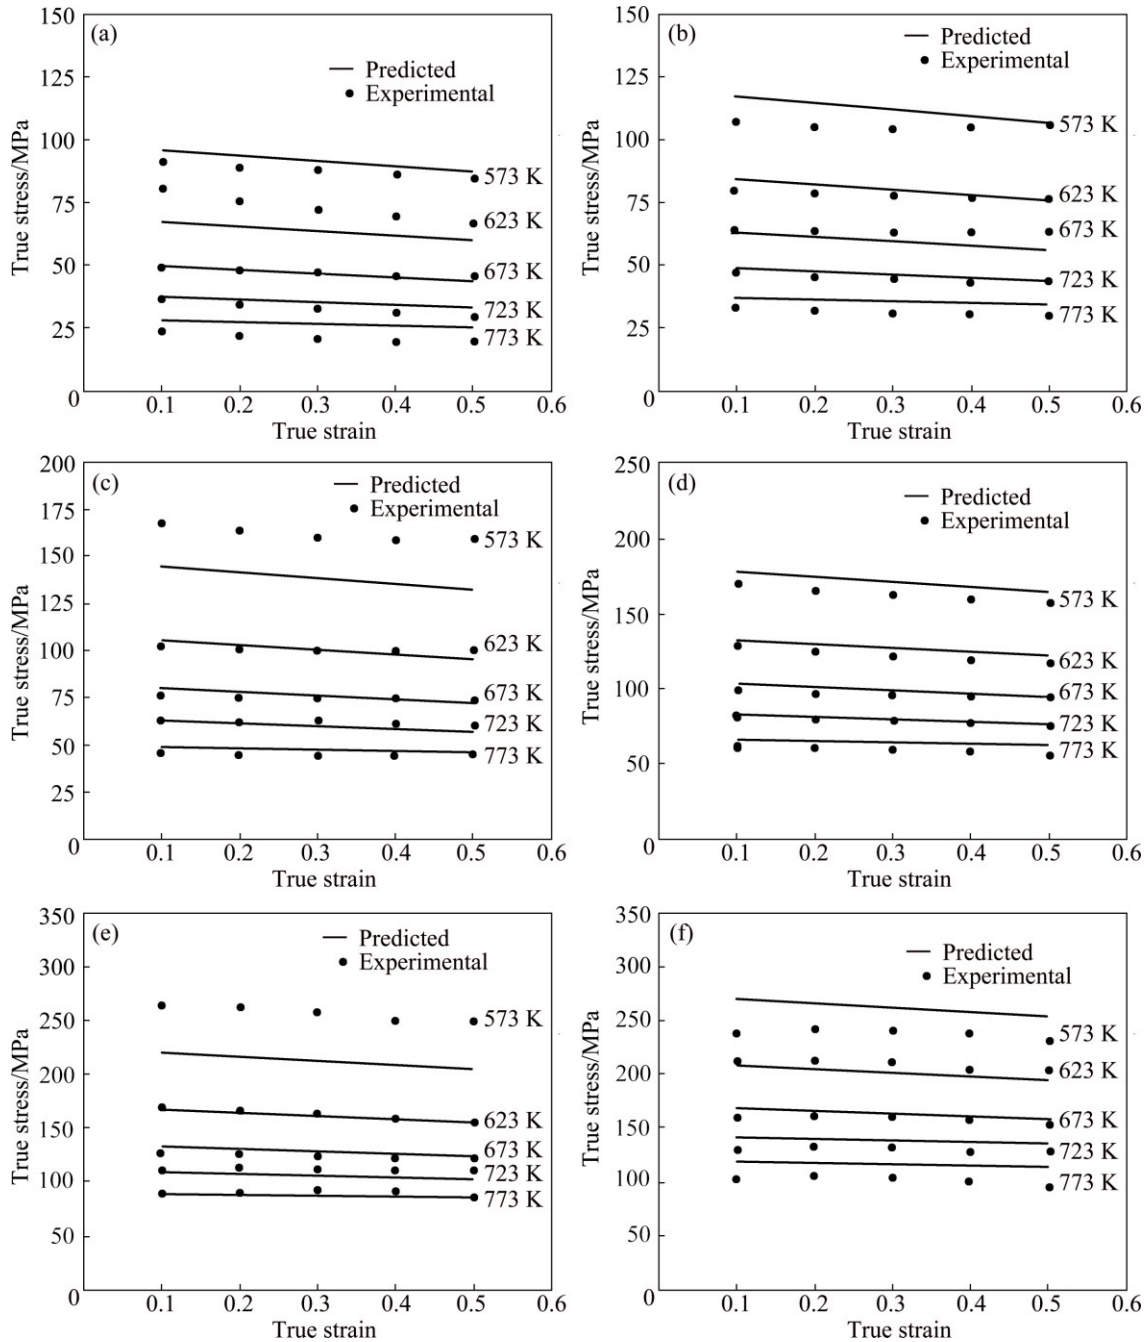 (a)
Predicted
Experimental
True stress/MPa
150
125
100
75
50
25
0
573 K
623 K
673 K
723 K
773 K
0.1 0.2 0.3 0.4 0.5 0.6
True strain
(b)
Predicted
Experimental
True stress/MPa
150
125
100
75
50
25
0
573 K
623 K
673 K
723 K
773 K
0.1 0.2 0.3 0.4 0.5 0.6
True strain
(c)
Predicted
Experimental
True stress/MPa
200
175
150
125
100
75
50
25
0
573 K
623 K
673 K
723 K
773 K
0.1 0.2 0.3 0.4 0.5 0.6
True strain
(d)
Predicted
Experimental
True stress/MPa
250
200
150
100
50
0
573 K
623 K
673 K
723 K
773 K
0.1 0.2 0.3 0.4 0.5 0.6
True strain
(e)
Predicted
Experimental
True stress/MPa
350
300
250
200
150
100
50
0
573 K
623 K
673 K
723 K
773 K
0.1 0.2 0.3 0.4 0.5 0.6
True strain
(f)
Predicted
Experimental
True stress/MPa
350
300
250
200
150
100
50
0
573 K
623 K
673 K
723 K
773 K
0.1 0.2 0.3 0.4 0.5 0.6
True strain